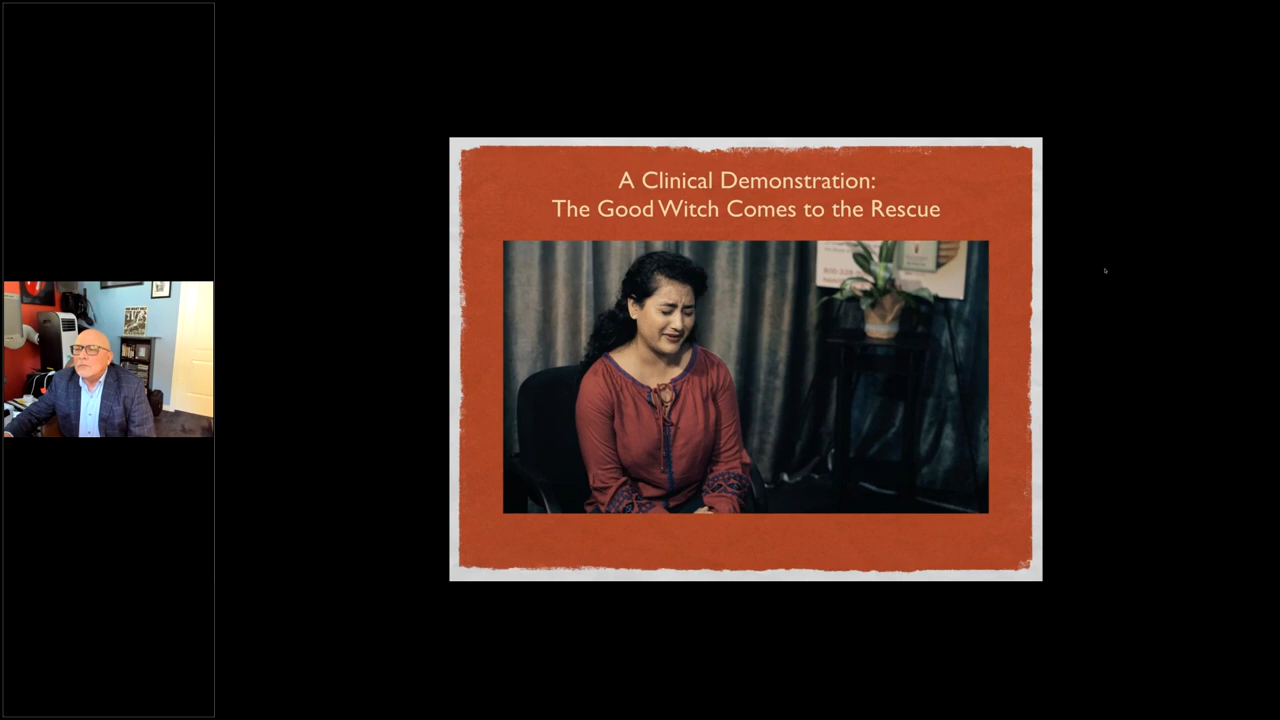 A Clinical Demonstration:
The Good Witch Comes to the Rescue